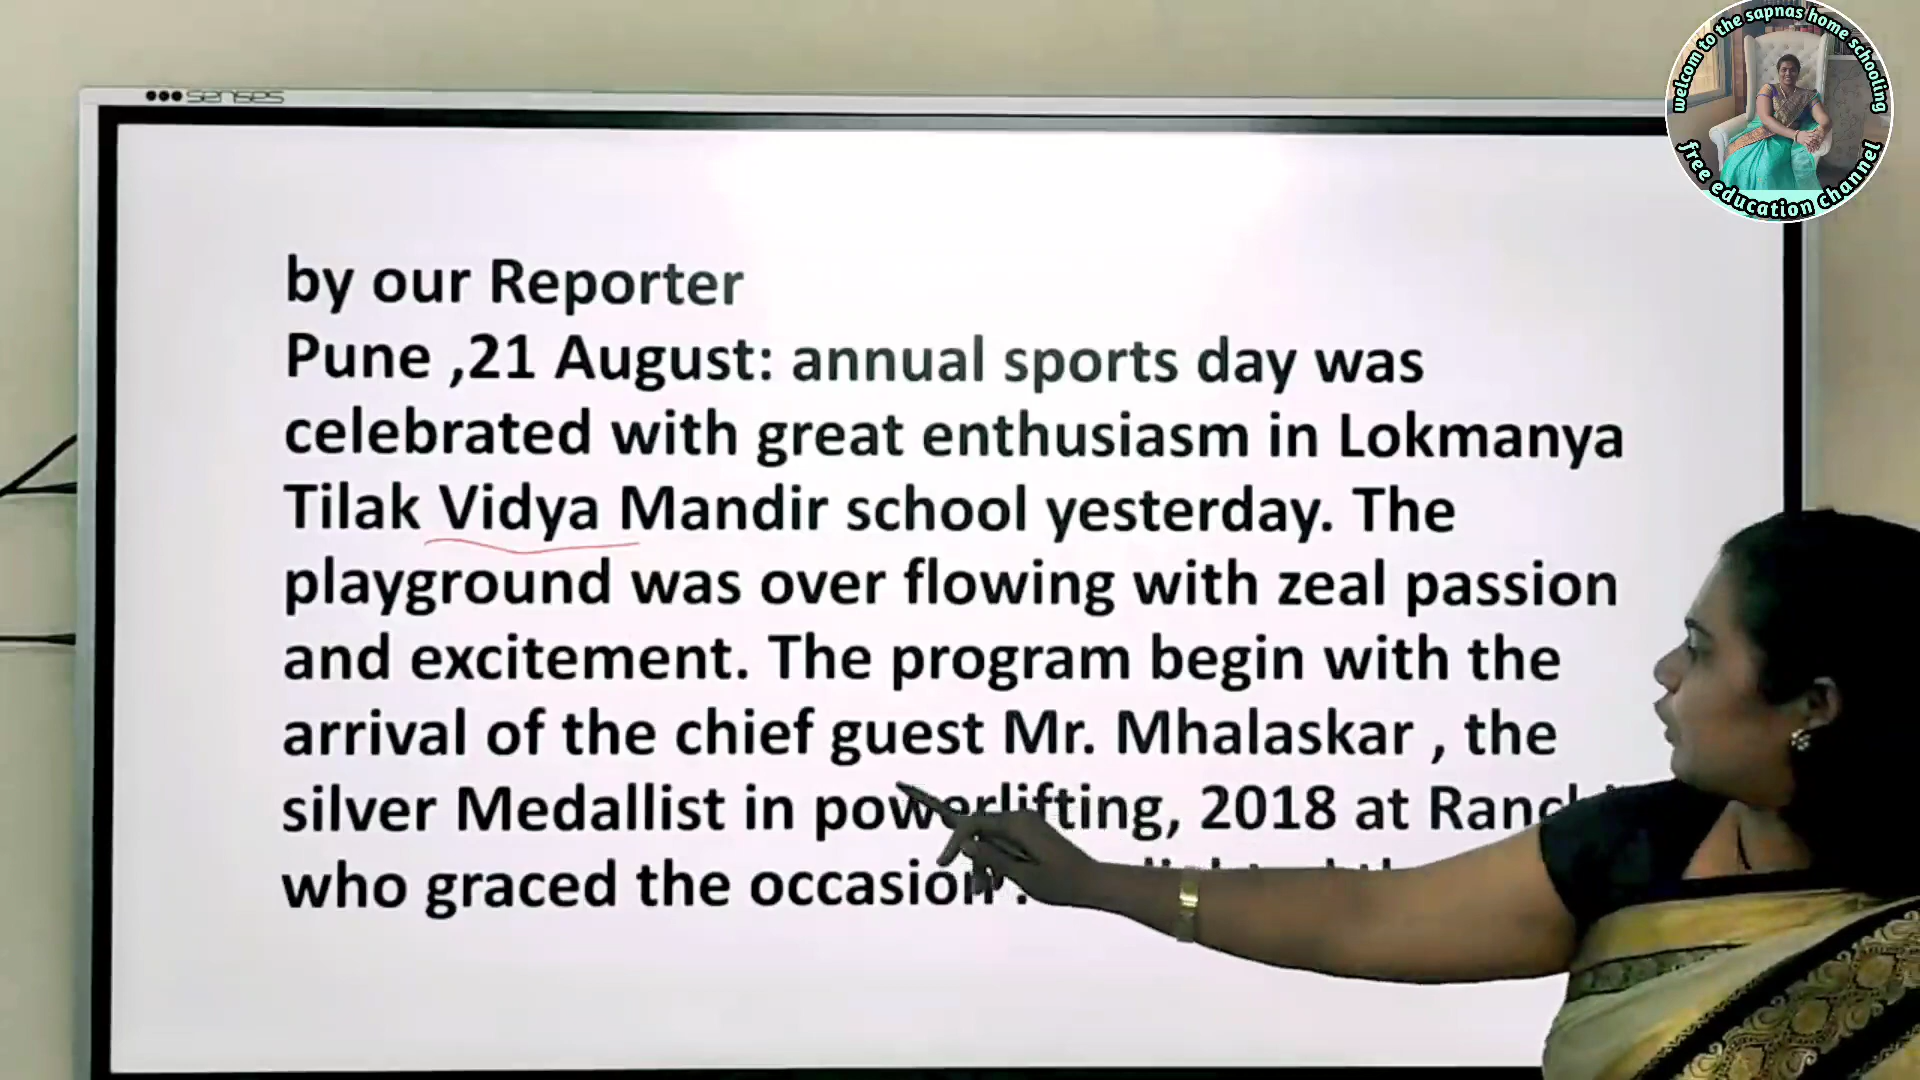 welcom to the sapnas home schooling
free education channel
senses
by our Reporter
Pune ,21 August: annual sports day was
celebrated with great enthusiasm in Lokmanya
Tilak Vidya Mandir school yesterday. The
playground was over flowing with zeal passion
and excitement. The program begin with the
arrival of the chief guest Mr. Mhalaskar , the
silver Medallist in powerlifting, 2018 at
who graced the occasion .